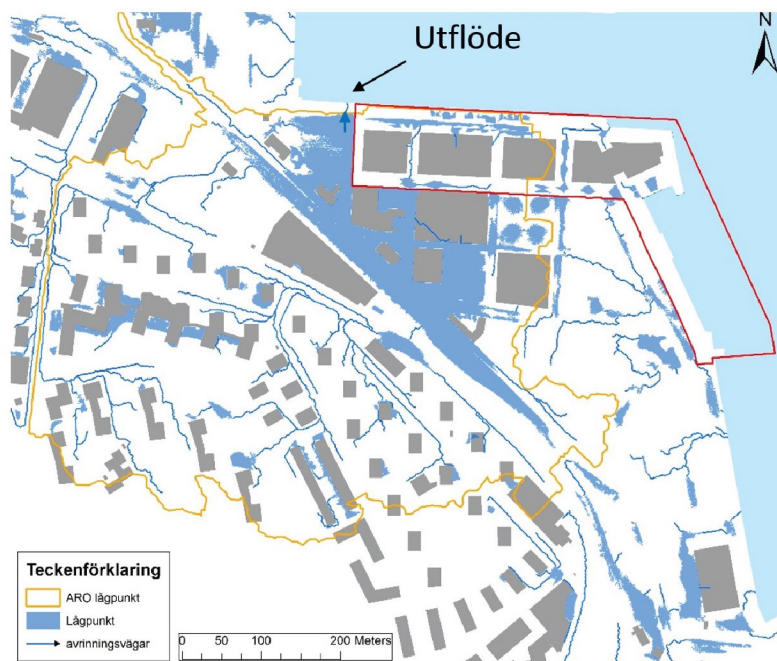 Utflöde
N
Teckenförklaring
ARO lågpunkt
Lågpunkt
avrinningsvägar
0 50 100 200 Meters